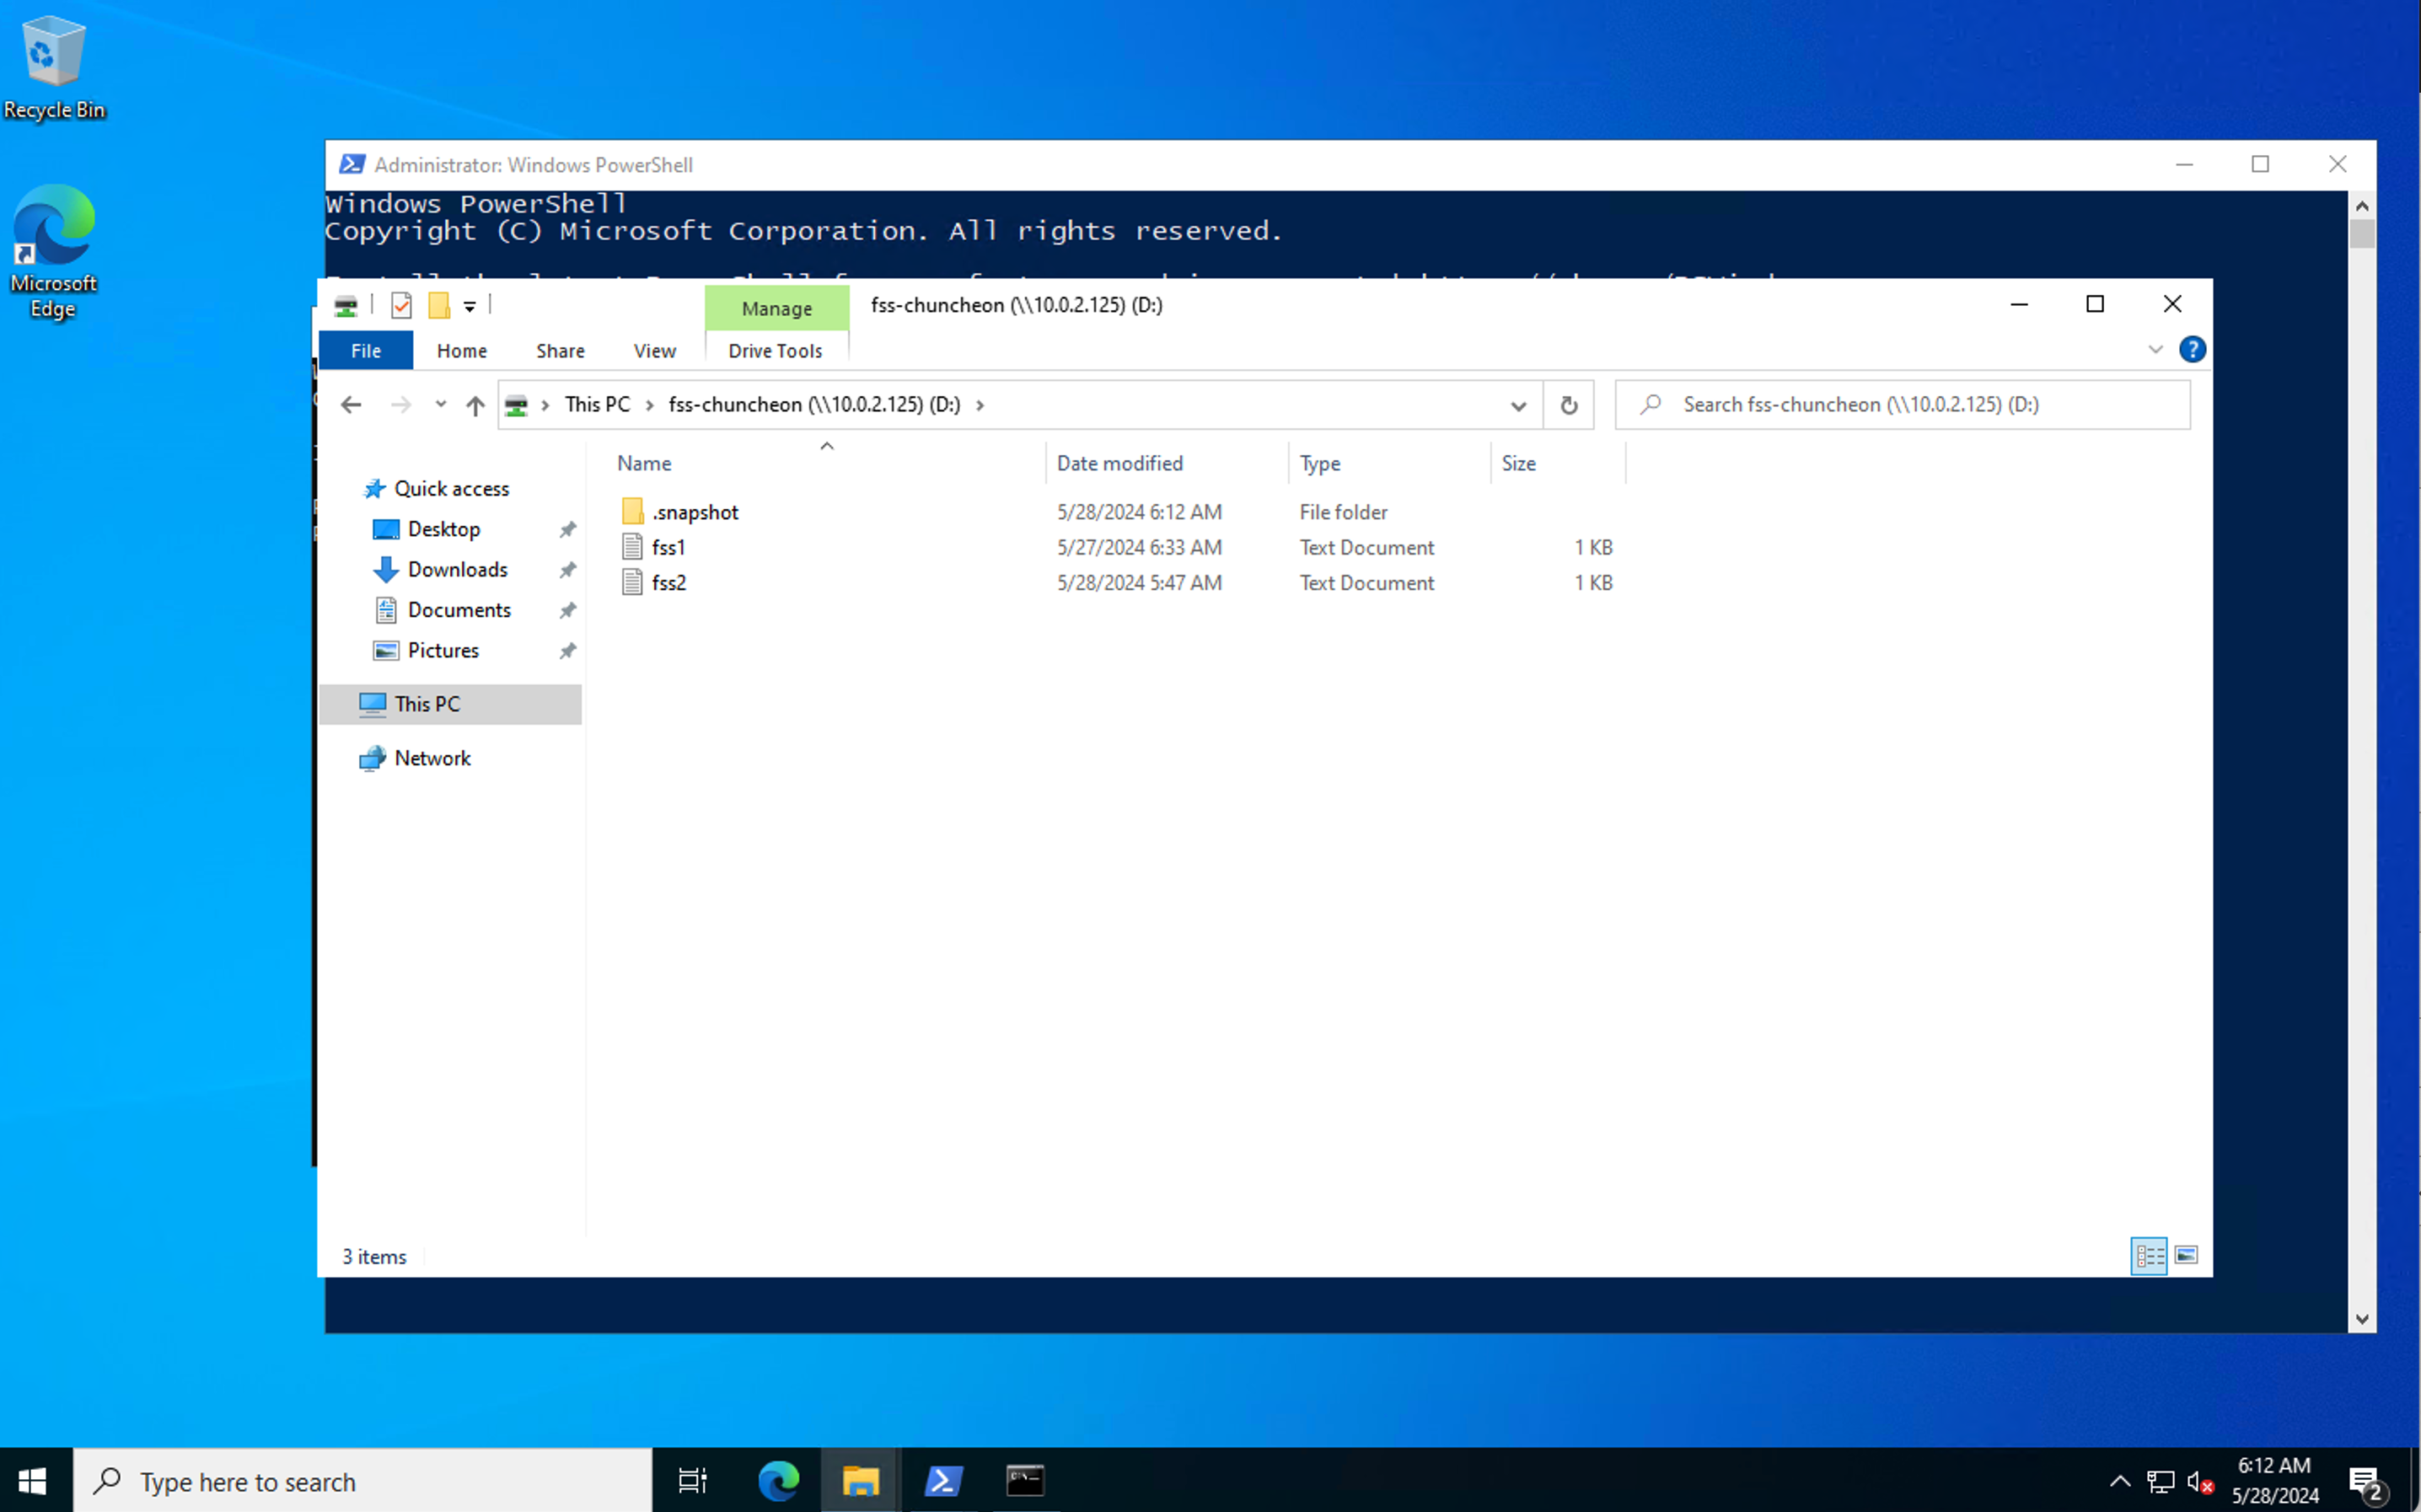 Recycle Bin
Microsoft
Edge
Administrator: Windows PowerShell
Windows PowerShell
Copyright (C) Microsoft Corporation. All rights reserved.
Manage
fss-chuncheon (\\10.0.2.125) (D:)
File
Home
Share
View
Drive Tools
This PC
fss-chuncheon (\\10.0.2.125) (D:)
Search fss-chuncheon (\\10.0.2.125) (D:)
Name
Date modified
Type
Size
Quick access
Desktop
Downloads
Documents
Pictures
This PC
Network
.snapshot 5/28/2024 6:12 AM File folder
fss1 5/27/2024 6:33 AM Text Document 1 KB
fss2 5/28/2024 5:47 AM Text Document 1 KB
3 items
Type here to search
6:12 AM
5/28/2024
2